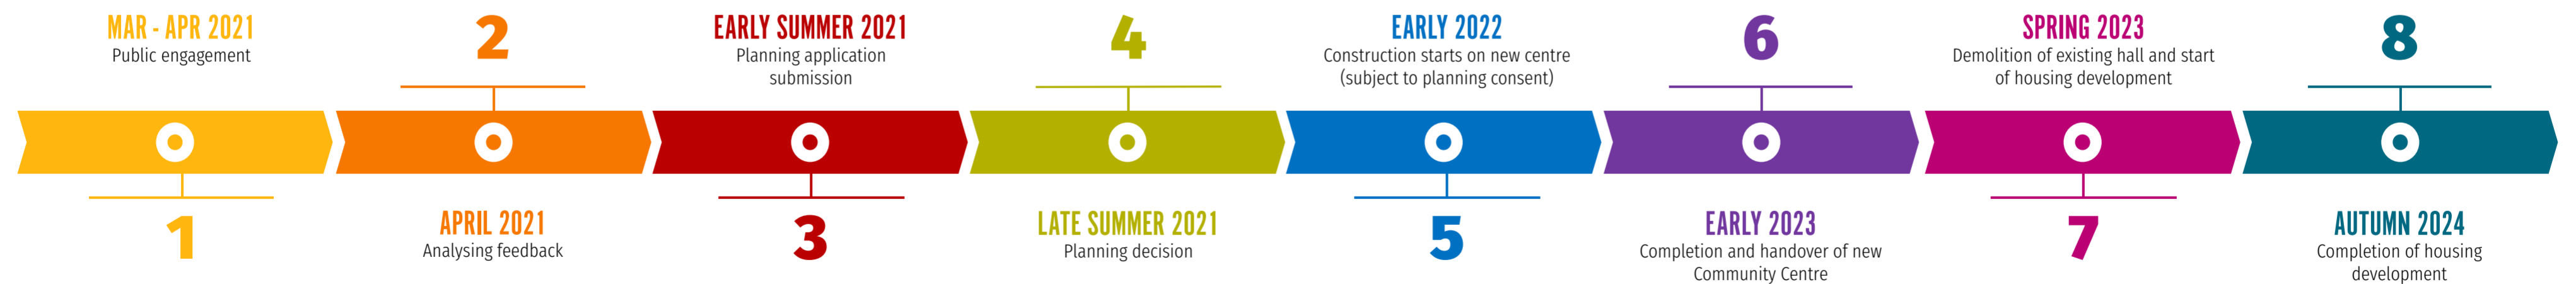 MAR - APR 2021
Public engagement
1
2
APRIL 2021
Analysing feedback
EARLY SUMMER 2021
Planning application
submission
3
4
LATE SUMMER 2021
Planning decision
EARLY 2022
Construction starts on new centre
(subject to planning consent)
5
6
EARLY 2023
Completion and handover of new
Community Centre
SPRING 2023
Demolition of existing hall and start
of housing development
7
8
AUTUMN 2024
Completion of housing
development